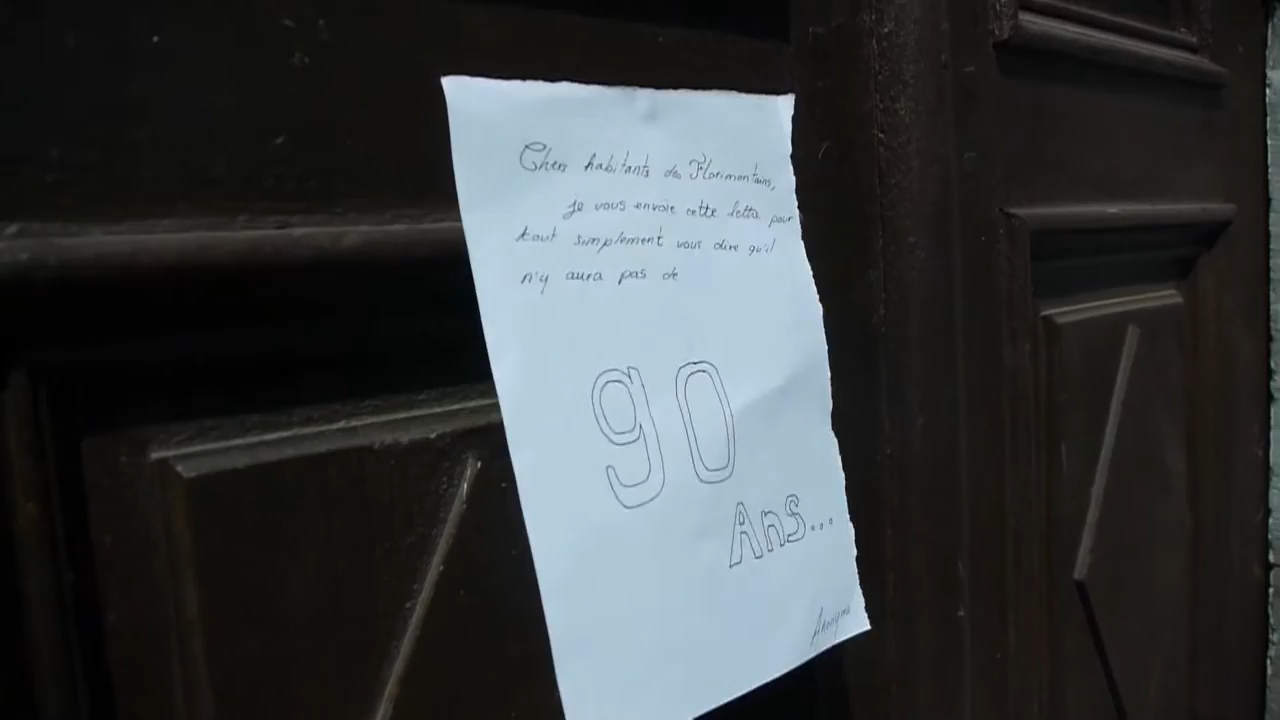 Chers habitants des Florimontains,
je vous envoie cette lettre pour
tout simplement vous dire qu'il
n'y aura pas de
90
Ans...
Anonyme